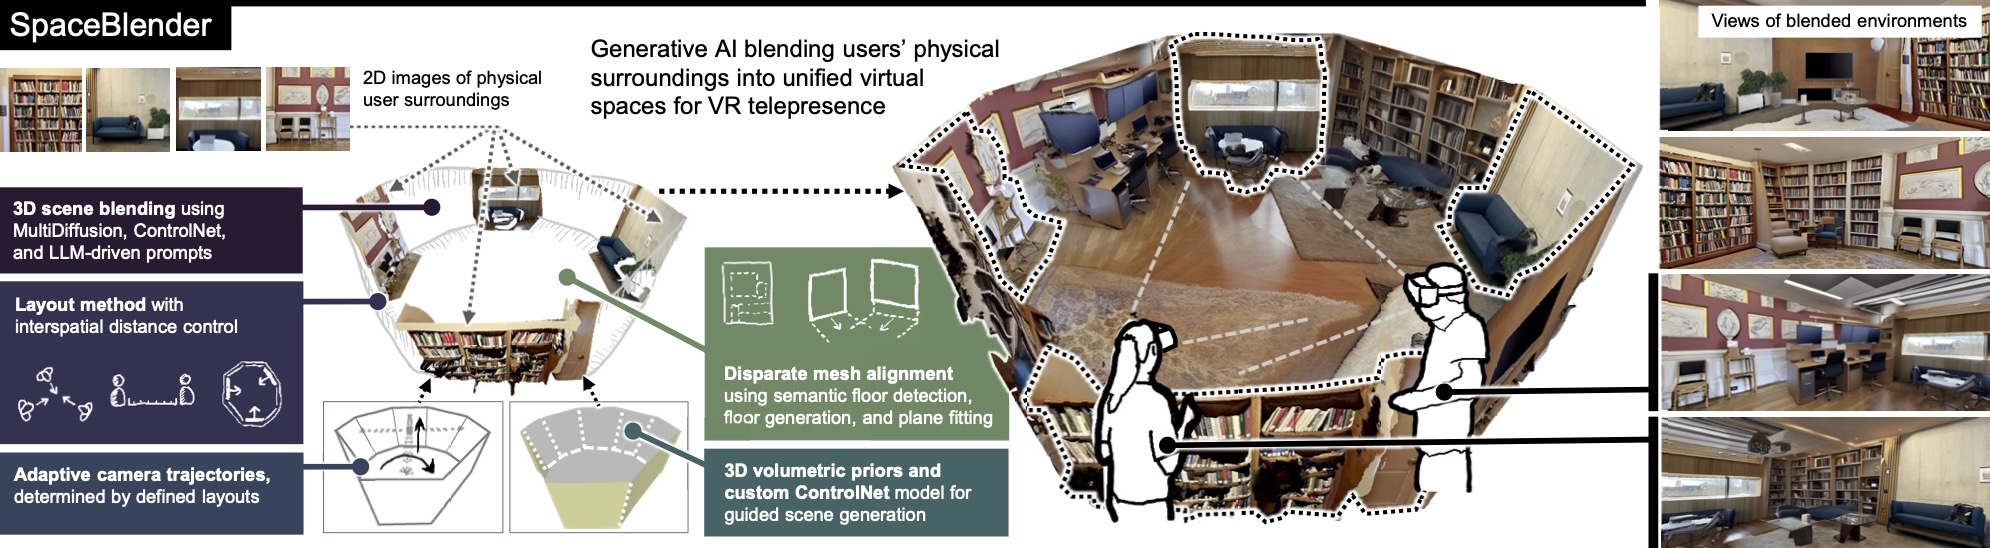 SpaceBlender
2D images of physical
user surroundings
Generative AI blending users’ physical
surroundings into unified virtual
spaces for VR telepresence
Views of blended environments
3D scene blending using
MultiDiffusion, ControlNet,
and LLM-driven prompts
Layout method with
interspatial distance control
Adaptive camera trajectories,
determined by defined layouts
Disparate mesh alignment
using semantic floor detection,
floor generation, and plane fitting
3D volumetric priors and
custom ControlNet model for
guided scene generation